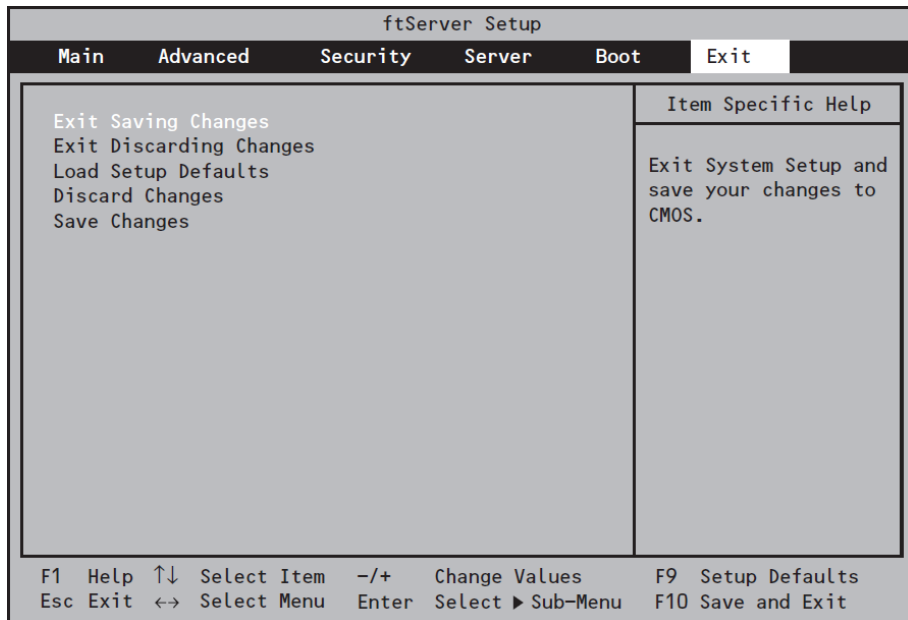 ftServer Setup
Main Advanced Security Server Boot Exit
Exit Saving Changes
Exit Discarding Changes
Load Setup Defaults
Discard Changes
Save Changes
Item Specific Help
Exit System Setup and
save your changes to
CMOS.
F1 Help ↑↓ Select Item -/+ Change Values F9 Setup Defaults
Esc Exit ↔ Select Menu Enter Select ▶ Sub-Menu F10 Save and Exit